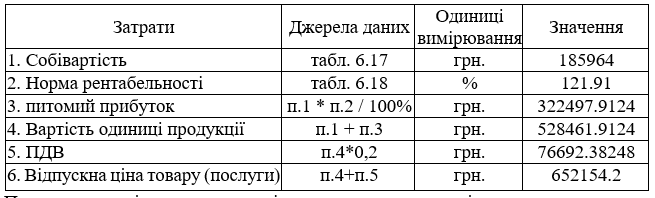 Затрати Джерела даних Одиниці вимірювання Значення
1. Собівартість табл. 6.17 грн. 185964
2. Норма рентабельності табл. 6.18 % 121.91
3. питомий прибуток п.1 * п.2 / 100% грн. 322497.9124
4. Вартість одиниці продукції п.1 + п.3 грн. 528461.9124
5. ПДВ п.4*0,2 грн. 76692.38248
6. Відпускна ціна товару (послуги) п.4+п.5 грн. 652154.2